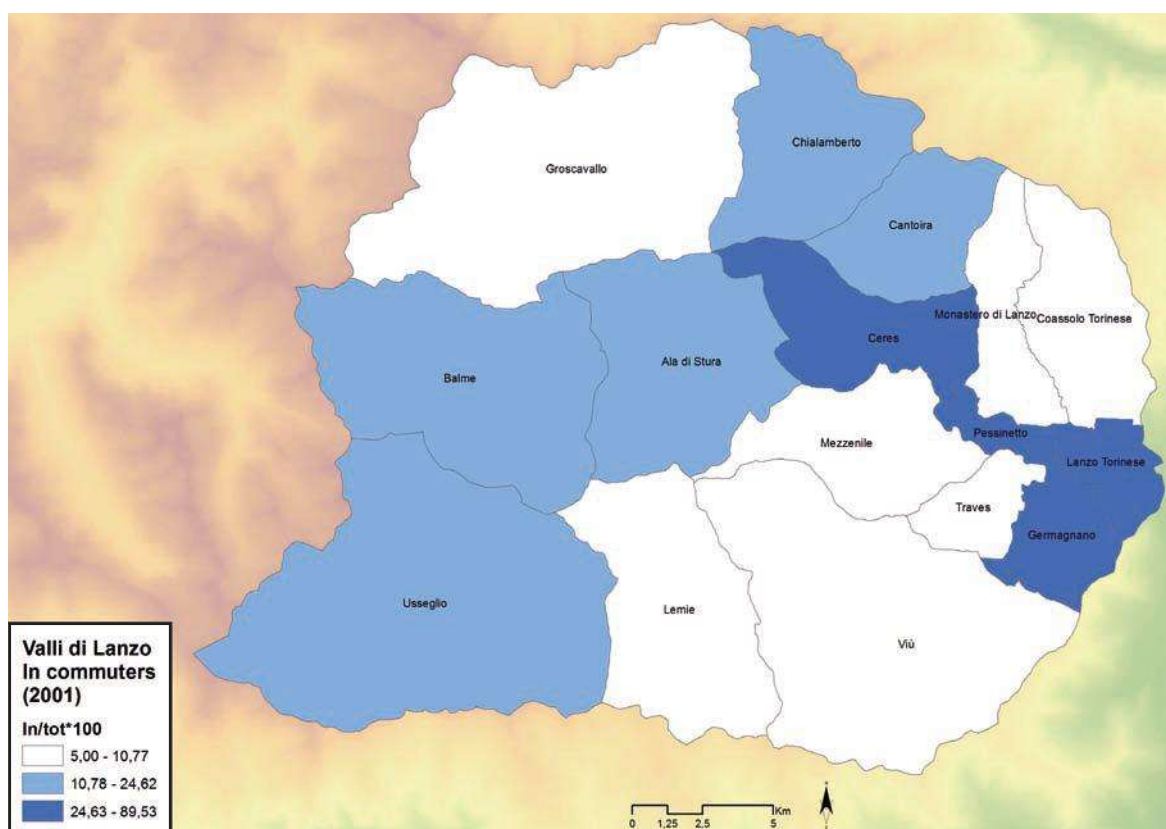 Chialamberto
Groscavallo
Cantoira
Monastero di Lanzo
Coassolo Torinese
Ceres
Ala di Stura
Balme
Pessinetto
Mezzenile
Lanzo Torinese
Traves
Germagnano
Usseglio
Lemie
Viù
Valli di Lanzo
In commuters
(2001)
In/tot*100
5,00 - 10,77
10,78 - 24,62
24,63 - 89,53
Km
0 1,25 2,5 5